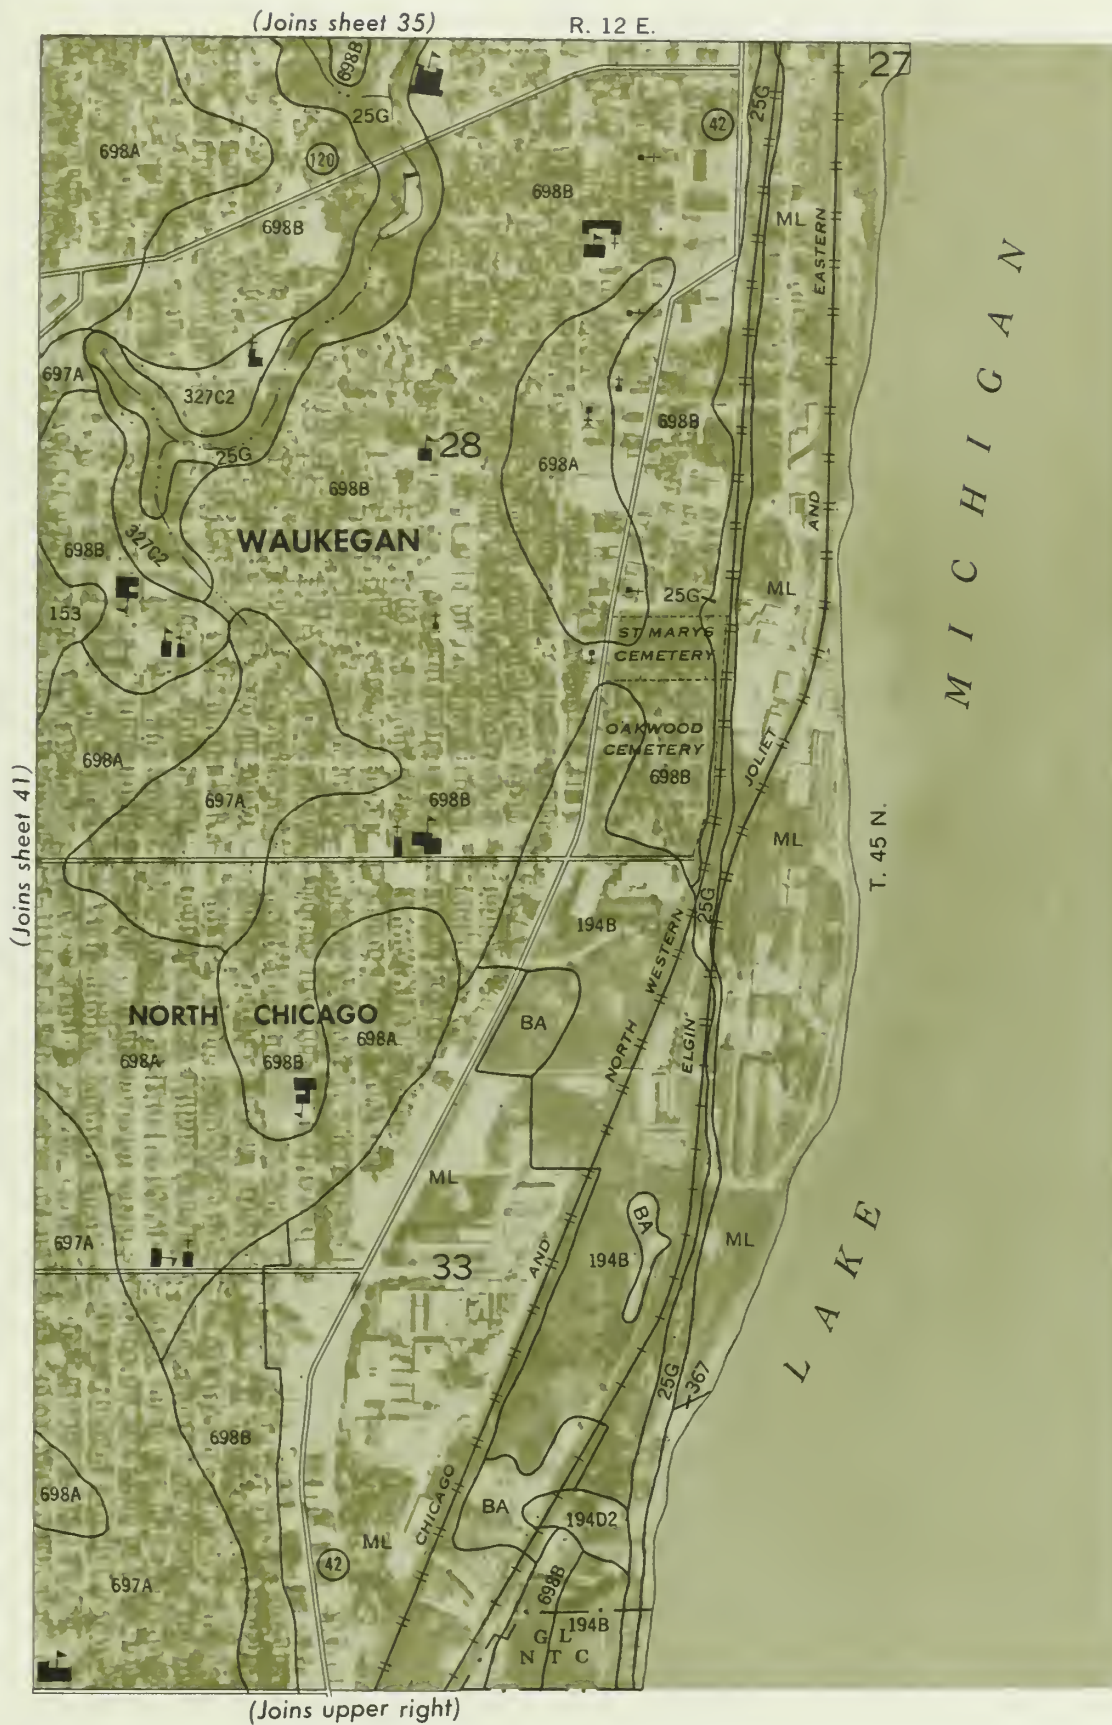 (Joins sheet 35)
R. 12 E.
27
698B
25G
25G
42
698A
120
698B
698B
ML
EASTERN
MICHIGAN
697A
327C2
25G
28
698B
698A
698B
AND
WAUKEGAN
698B
327C2
153
25G
ML
ST MARYS
CEMETERY
OAKWOOD
CEMETERY
698B
JOLIET
698A
697A
698B
(Joins sheet 41)
T. 45 N.
ML
194B
25G
WESTERN
NORTH
ELGIN
BA
NORTH CHICAGO
698A
698B
698A
ML
BA
AND
194B
ML
LAKE
697A
33
25G
367
698B
698A
CHICAGO
BA
194D2
ML
42
697A
698B
194B
G L
N T C
(Joins upper right)